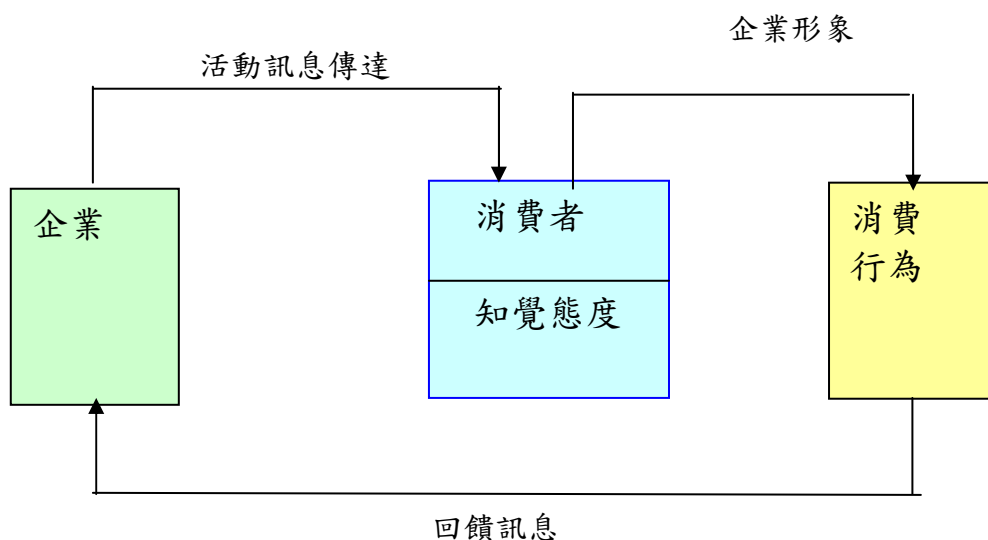 企業形象
活動訊息傳達
企業
消費者
知覺態度
消費
行為
回饋訊息